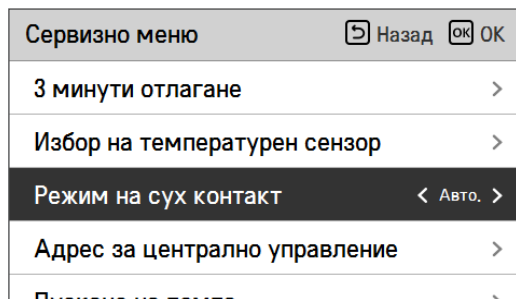 Сервизно меню Назад OK OK
3 минути отлагане
Избор на температурен сензор
Режим на сух контакт Авто.
Адрес за централно управление